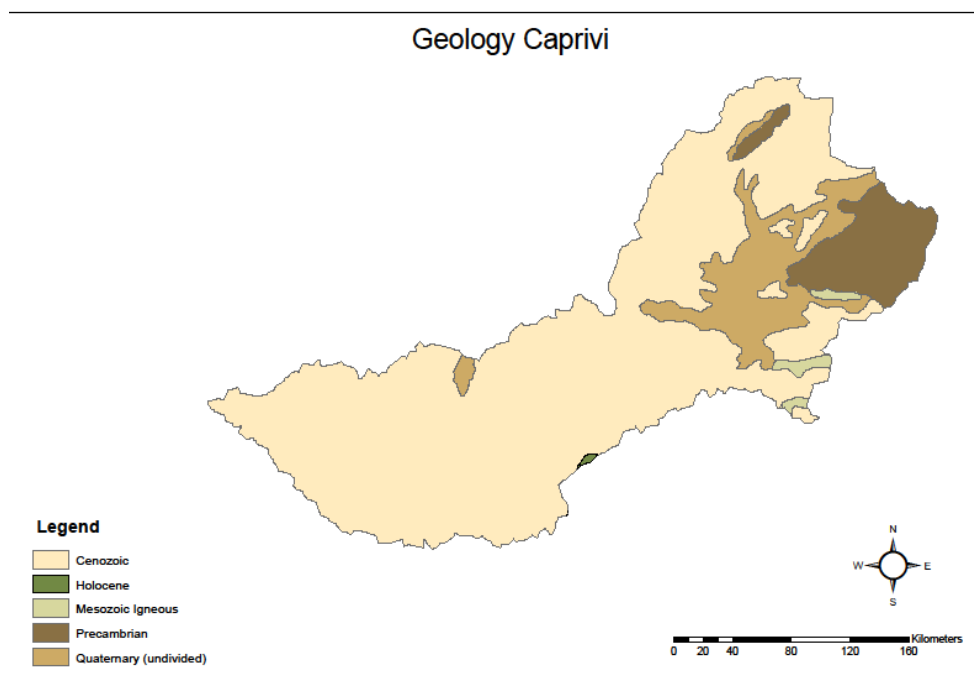 Geology Caprivi
Legend
Cenozoic
Holocene
Mesozoic Igneous
Precambrian
Quaternary (undivided)
N
W E
S
Kilometers
0 20 40 80 120 160